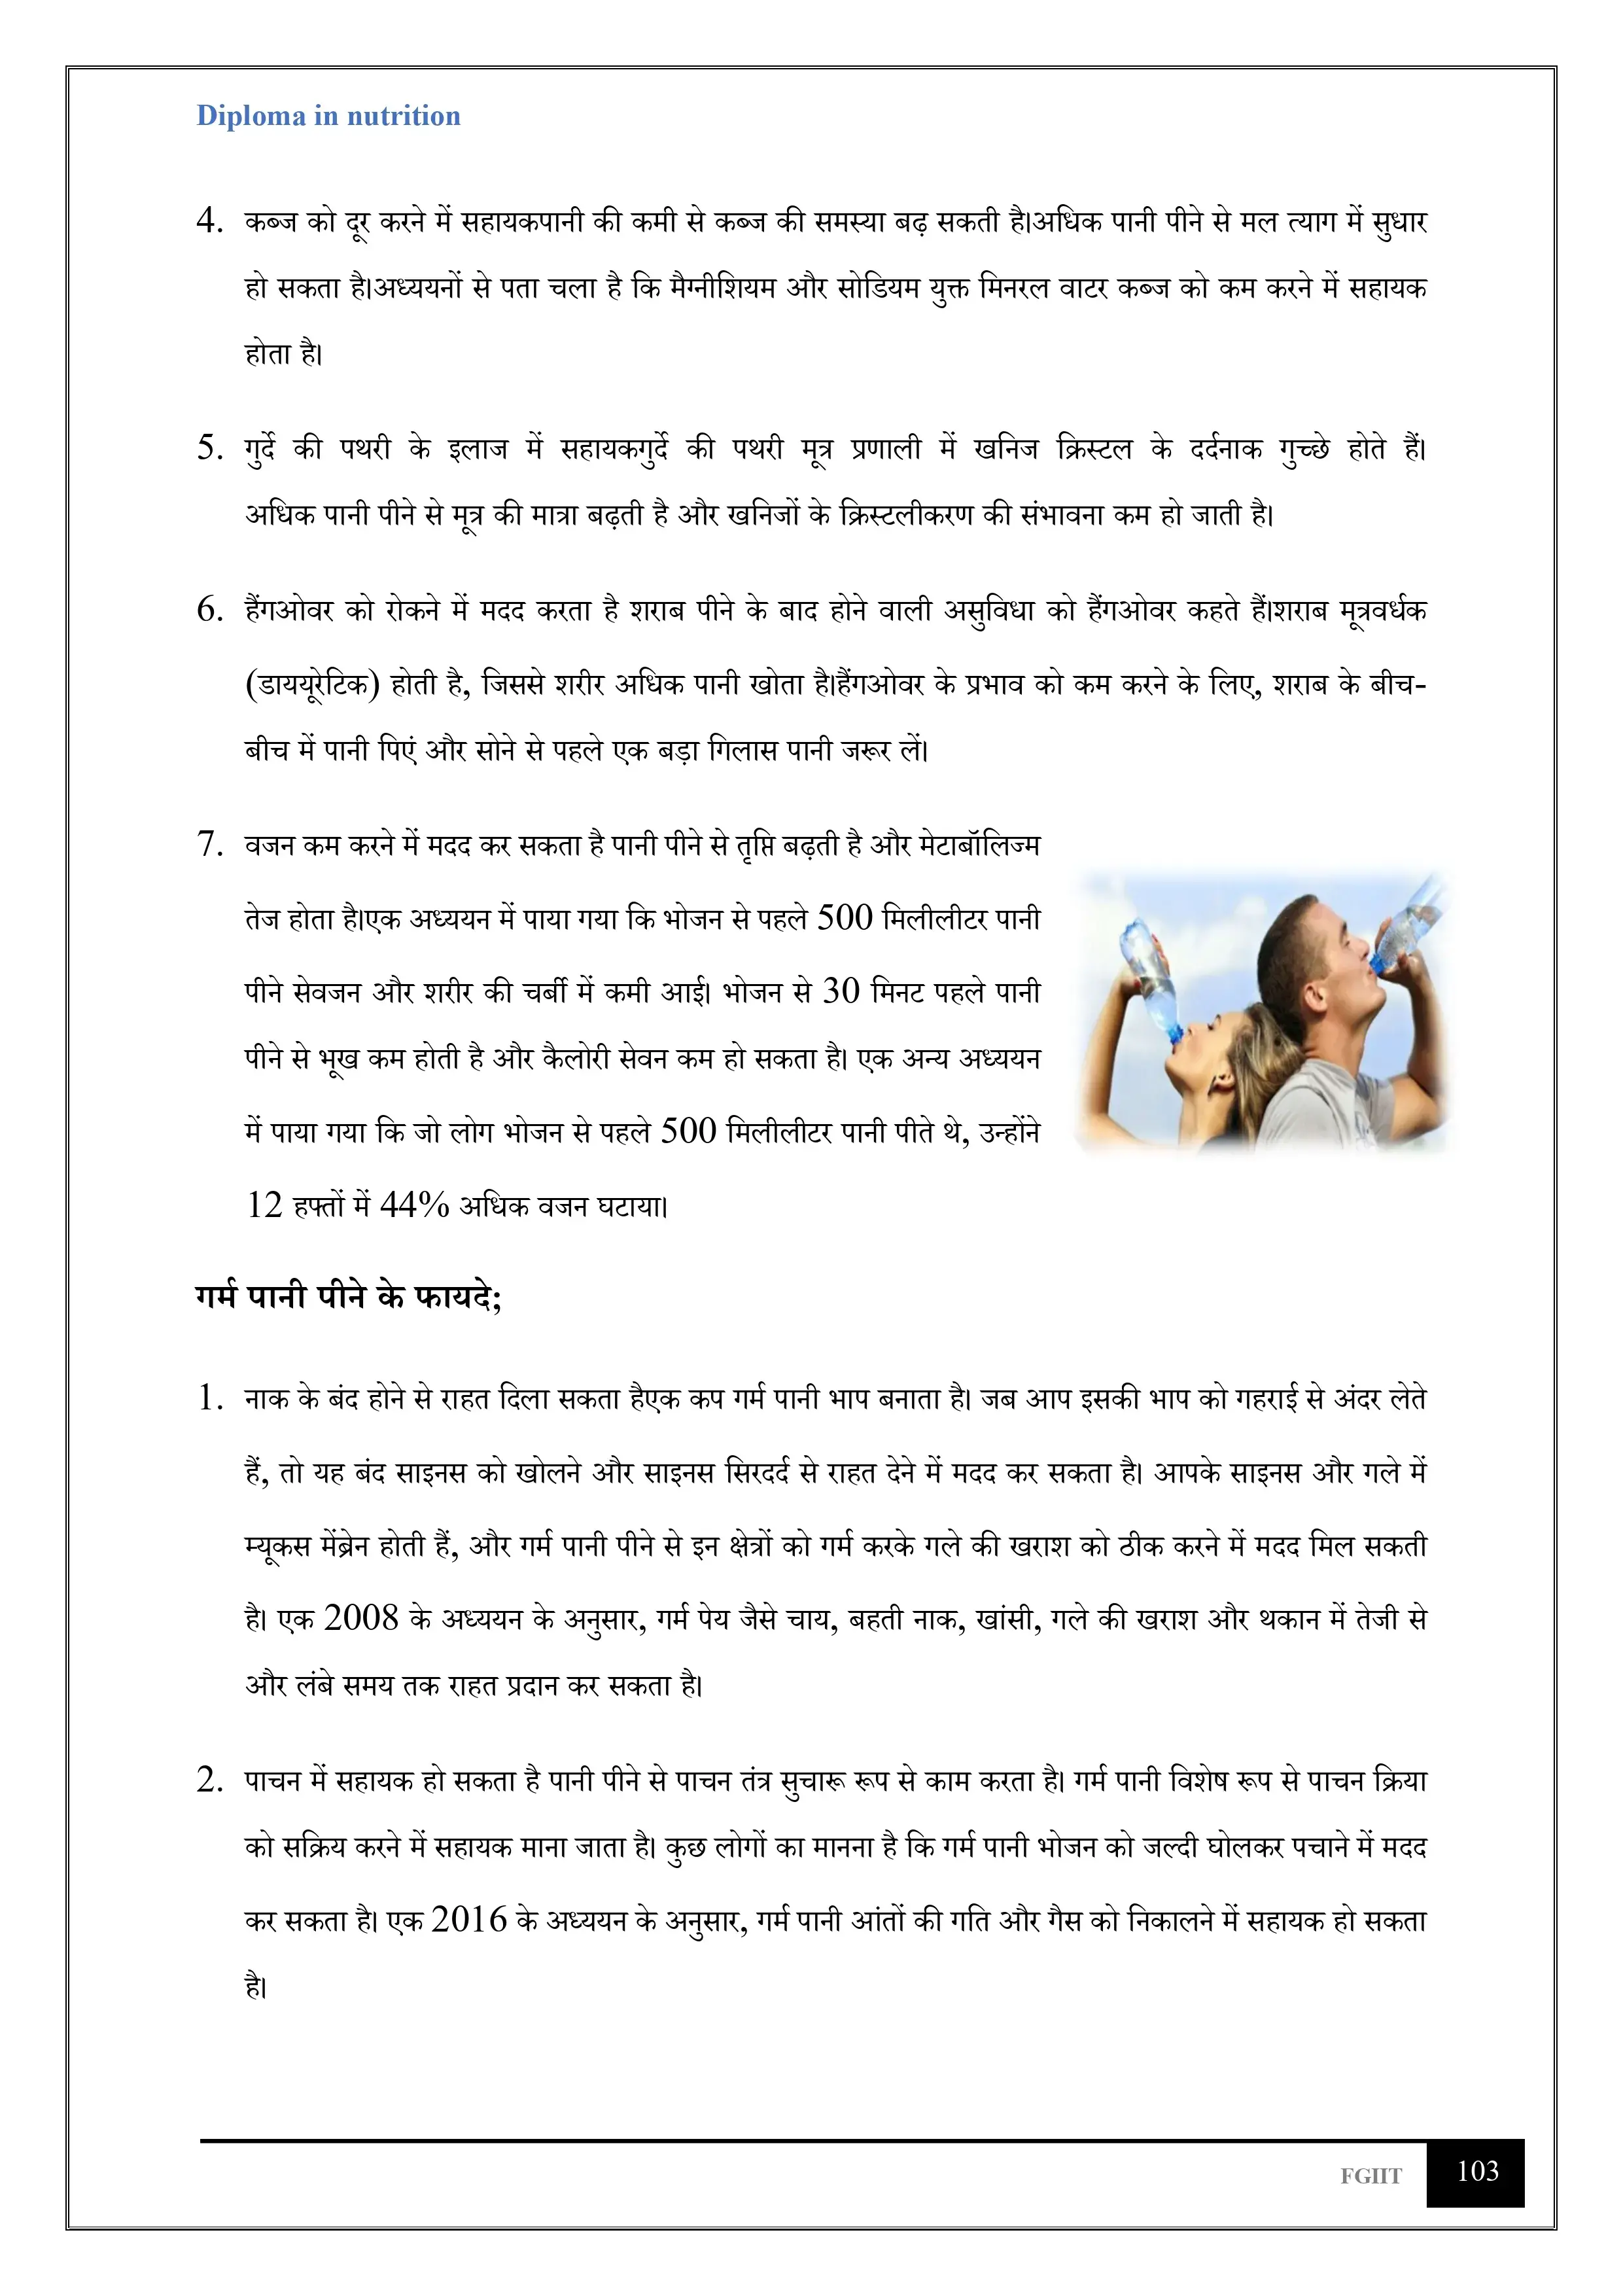 Diploma in nutrition
4. कब्ज को दूर करने में सहायकपानी की कमी से कब्ज की समस्या बढ़ सकती है।अधिक पानी पीने से मल त्याग में सुधार
हो सकता है।अध्ययनों से पता चला है कि मैग्नीशियम और सोडियम युक्त मिनरल वाटर कब्ज को कम करने में सहायक
होता है।
5. गुर्दे की पथरी के इलाज में सहायकगुर्दे की पथरी मूत्र प्रणाली में खनिज क्रिस्टल के दर्दनाक गुच्छे होते हैं।
अधिक पानी पीने से मूत्र की मात्रा बढ़ती है और खनिजों के क्रिस्टलीकरण की संभावना कम हो जाती है।
6. हैंगओवर को रोकने में मदद करता है शराब पीने के बाद होने वाली असुविधा को हैंगओवर कहते हैं।शराब मूत्रवर्धक
(डाययूरेटिक) होती है, जिससे शरीर अधिक पानी खोता है।हैंगओवर के प्रभाव को कम करने के लिए, शराब के बीच-
बीच में पानी पिएं और सोने से पहले एक बड़ा गिलास पानी जरूर लें।
7. वजन कम करने में मदद कर सकता है पानी पीने से तृप्ति बढ़ती है और मेटाबॉलिज्म
तेज होता है।एक अध्ययन में पाया गया कि भोजन से पहले 500 मिलीलीटर पानी
पीने सेवजन और शरीर की चर्बी में कमी आई। भोजन से 30 मिनट पहले पानी
पीने से भूख कम होती है और कैलोरी सेवन कम हो सकता है। एक अन्य अध्ययन
में पाया गया कि जो लोग भोजन से पहले 500 मिलीलीटर पानी पीते थे, उन्होंने
12 हफ्तों में 44% अधिक वजन घटाया।
गर्म पानी पीने के फायदे;
1. नाक के बंद होने से राहत दिला सकता हैएक कप गर्म पानी भाप बनाता है। जब आप इसकी भाप को गहराई से अंदर लेते
हैं, तो यह बंद साइनस को खोलने और साइनस सिरदर्द से राहत देने में मदद कर सकता है। आपके साइनस और गले में
म्यूकस मेंब्रेन होती हैं, और गर्म पानी पीने से इन क्षेत्रों को गर्म करके गले की खराश को ठीक करने में मदद मिल सकती
है। एक 2008 के अध्ययन के अनुसार, गर्म पेय जैसे चाय, बहती नाक, खांसी, गले की खराश और थकान में तेजी से
और लंबे समय तक राहत प्रदान कर सकता है।
2. पाचन में सहायक हो सकता है पानी पीने से पाचन तंत्र सुचारू रूप से काम करता है। गर्म पानी विशेष रूप से पाचन क्रिया
को सक्रिय करने में सहायक माना जाता है। कुछ लोगों का मानना है कि गर्म पानी भोजन को जल्दी घोलकर पचाने में मदद
कर सकता है। एक 2016 के अध्ययन के अनुसार, गर्म पानी आंतों की गति और गैस को निकालने में सहायक हो सकता
है।
FGIIT 103